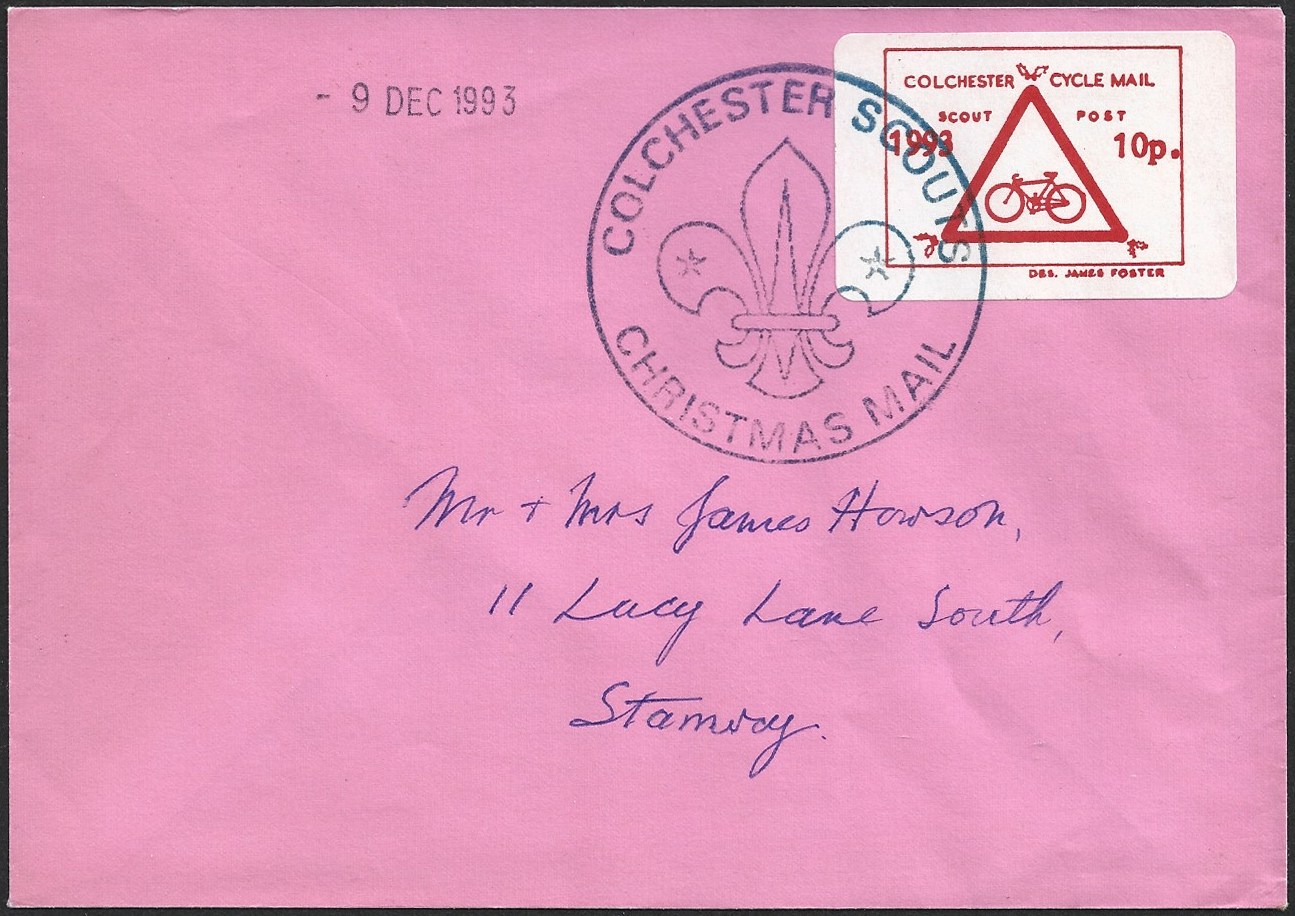 - 9 DEC 1993
COLCHESTER CYCLE MAIL
SCOUT POST
1993 10p.
DES. JAMES FOSTER
COLCHESTER SCOUTS
CHRISTMAS MAIL
Mr + Mrs James Howson,
11 Lucy Lane South,
Stanway.